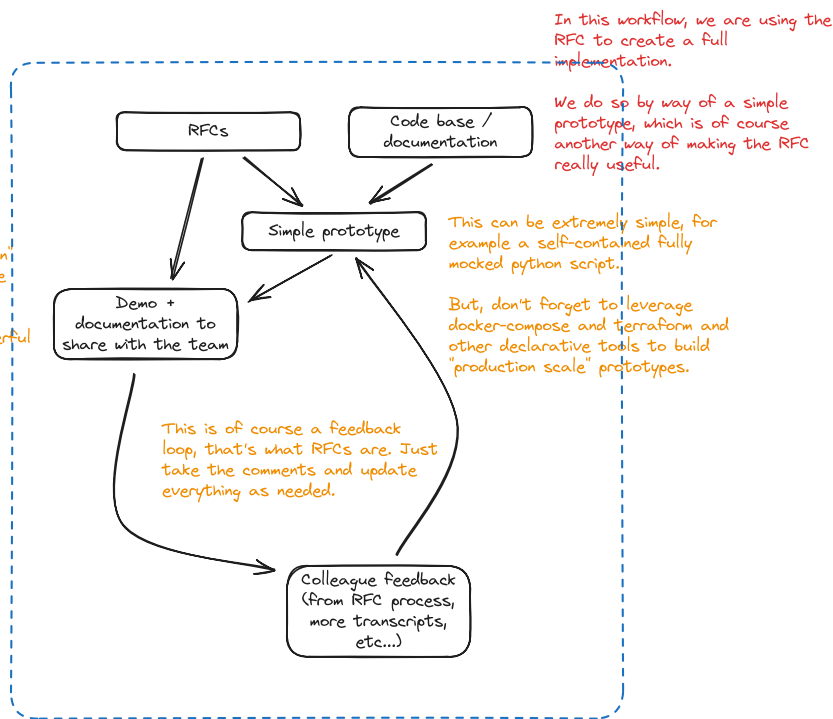 In this workflow, we are using the
RFC to create a full
implementation.
We do so by way of a simple
prototype, which is of course
another way of making the RFC
really useful.
RFCs
Code base /
documentation
Simple prototype
This can be extremely simple, for
example a self-contained fully
mocked python script.
But, don't forget to leverage
docker-compose and terraform and
other declarative tools to build
"production scale" prototypes.
Demo +
documentation to
share with the team
This is of course a feedback
loop, that's what RFCs are. Just
take the comments and update
everything as needed.
Colleague feedback
(from RFC process,
more transcripts,
etc...)